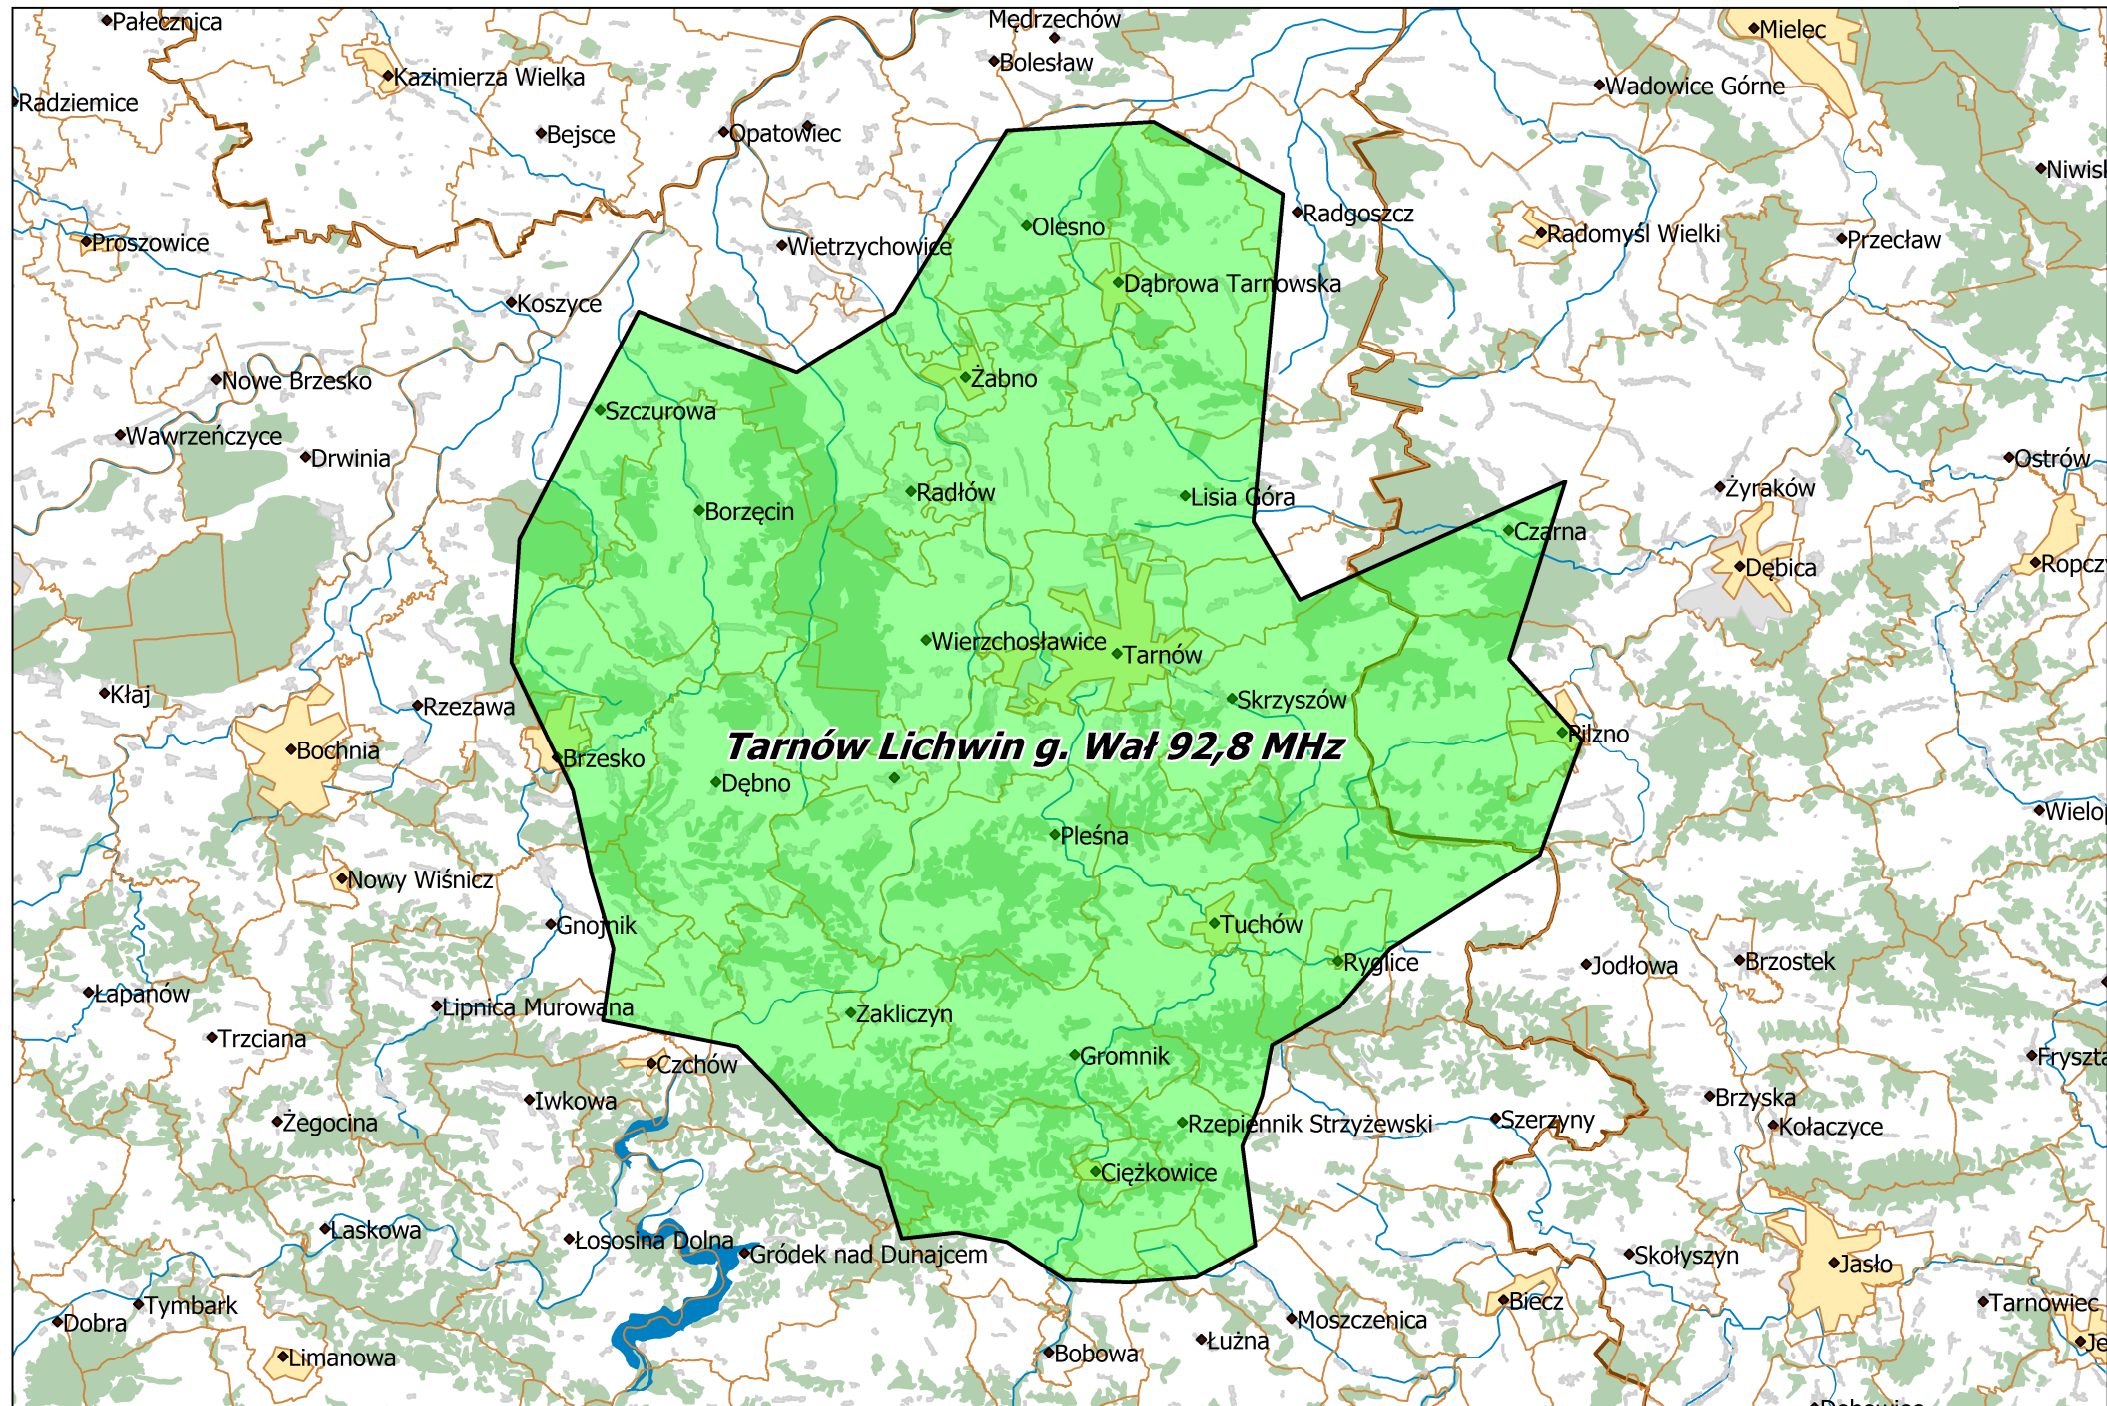 Pałecznica
Mędrzechów
Mielec
Bolesław
Kazimierza Wielka
Wadowice Górne
Radziemice
Bejsce
Opatowiec
Radgoszcz
Olesno
Radomyśl Wielki
Przecław
Proszowice
Wietrzychowice
Dąbrowa Tarnowska
Koszyce
Nowe Brzesko
Żabno
Szczurowa
Wawrzeńczyce
Drwinia
Ostrów
Radłów
Lisia Góra
Żyraków
Borzęcin
Czarna
Dębica
Wierzchosławice
Tarnów
Kłaj
Rzezawa
Skrzyszów
Pilzno
Bochnia
Tarnów Lichwin g. Wał 92,8 MHz
Brzesko
Dębno
Pleśna
Nowy Wiśnicz
Gnojnik
Tuchów
Ryglice
Jodłowa
Brzostek
Łapanów
Lipnica Murowana
Zakliczyn
Trzciana
Gromnik
Czchów
Iwkowa
Brzyska
Żegocina
Rzepiennik Strzyżewski
Szerzyny
Kołaczyce
Ciężkowice
Laskowa
Łososina Dolna
Gródek nad Dunajcem
Skołyszyn
Jasło
Tymbark
Biecz
Tarnowiec
Dobra
Moszczenica
Łużna
Limanowa
Bobowa